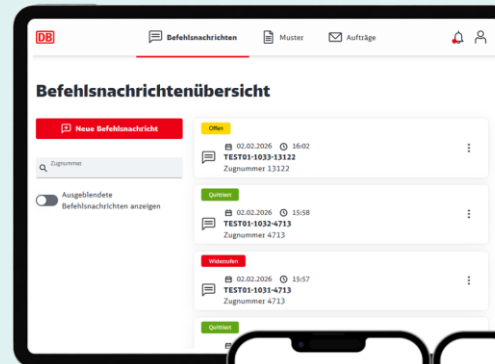 DB
Befehlsnachrichten
Muster
Aufträge
Befehlsnachrichtenübersicht
Neue Befehlsnachricht
Zugnummer
Ausgeblendete
Befehlsnachrichten anzeigen
Offen
02.02.2026 16:02
TEST01-1033-13122
Zugnummer 13122
Quittiert
02.02.2026 15:58
TEST01-1032-4713
Zugnummer 4713
Widerrufen
02.02.2026 15:57
TEST01-1031-4713
Zugnummer 4713
Quittiert